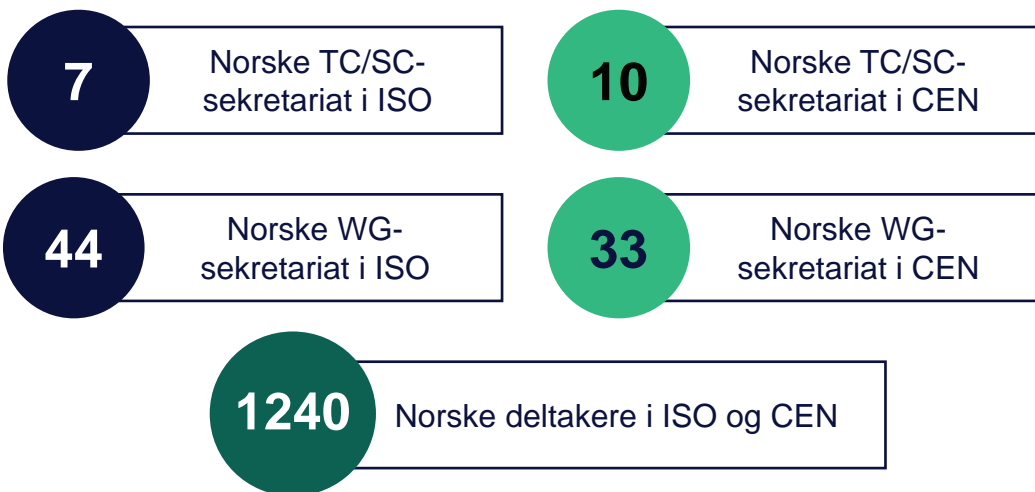 7
Norske TC/SC-
sekretariat i ISO
10
Norske TC/SC-
sekretariat i CEN
44
Norske WG-
sekretariat i ISO
33
Norske WG-
sekretariat i CEN
1240
Norske deltakere i ISO og CEN